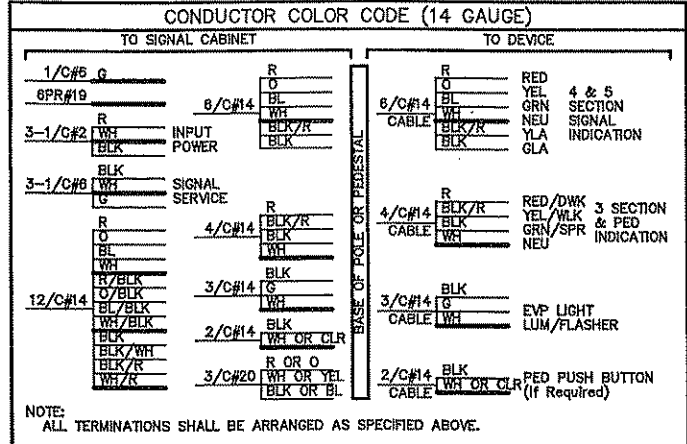 CONDUCTOR COLOR CODE (14 GAUGE)
TO SIGNAL CABINET
1/C#6 G
6PR#19
3-1/C#2
R
WH
BLK
INPUT
POWER
3-1/C#6
BLK
WH
G
SIGNAL
SERVICE
12/C#14
R
O
BL
WH
R/BLK
O/BLK
BL/BLK
WH/BLK
BLK
BLK/WH
BLK/R
WH/R
6/C#14
R
O
BL
WH
BLK/R
BLK
4/C#14
R
BLK/R
BLK
WH
3/C#14
BLK
G
WH
2/C#14
BLK
WH OR CLR
3/C#20
R OR O
WH OR YEL
BLK OR BL
BASE OF POLE OR PEDESTAL
TO DEVICE
6/C#14
CABLE
R
O
BL
WH
BLK/R
BLK
RED
YEL
GRN
NEU
YLA
GLA
4 & 5
SECTION
SIGNAL
INDICATION
4/C#14
CABLE
R
BLK/R
BLK
WH
RED/DWK
YEL/WLK
GRN/SPR
NEU
3 SECTION
& PED
INDICATION
3/C#14
CABLE
BLK
G
WH
EVP LIGHT
LUM/FLASHER
2/C#14
CABLE
BLK
WH OR CLR
PED PUSH BUTTON
(If Required)
NOTE:
ALL TERMINATIONS SHALL BE ARRANGED AS SPECIFIED ABOVE.